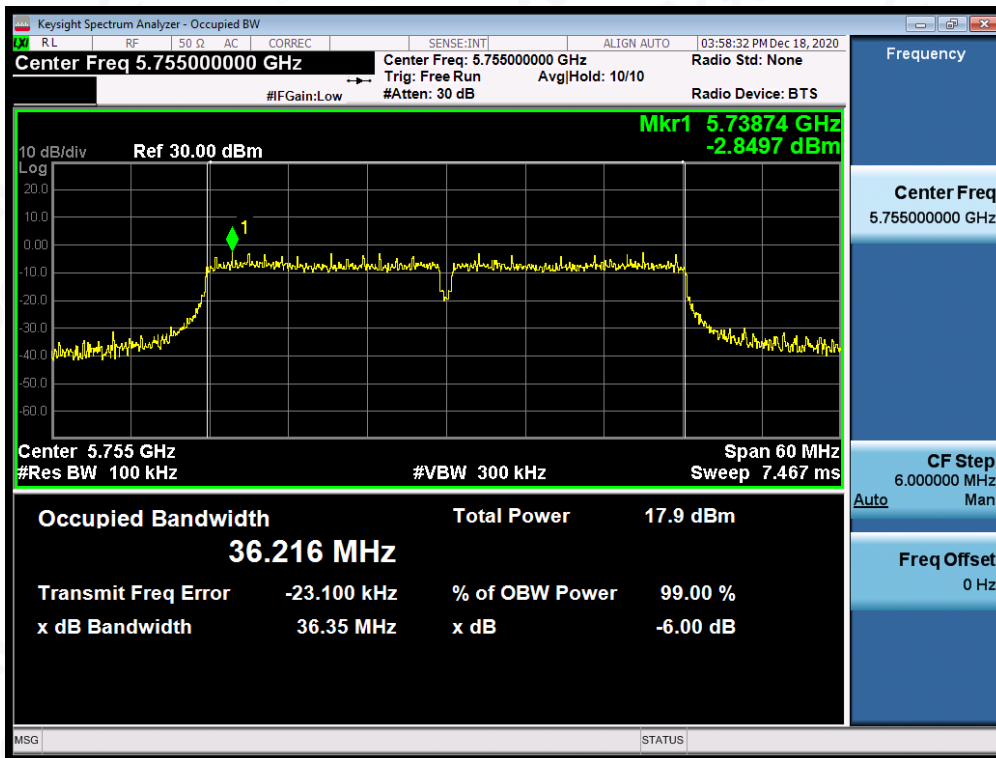 Keysight Spectrum Analyzer - Occupied BW
LXI RL RF 50 Ω AC CORREC SENSE:INT ALIGN AUTO 03:58:32 PM Dec 18, 2020
Center Freq 5.755000000 GHz
Center Freq: 5.755000000 GHz
Radio Std: None
Trig: Free Run Avg|Hold: 10/10
#IFGain:Low
#Atten: 30 dB
Radio Device: BTS
Mkr1 5.73874 GHz
-2.8497 dBm
10 dB/div Ref 30.00 dBm
Log
20.0
10.0
1
0.00
-10.0
-20.0
-30.0
-40.0
-50.0
-60.0
Center 5.755 GHz Span 60 MHz
#Res BW 100 kHz #VBW 300 kHz Sweep 7.467 ms
Occupied Bandwidth Total Power 17.9 dBm
36.216 MHz
Transmit Freq Error -23.100 kHz % of OBW Power 99.00 %
x dB Bandwidth 36.35 MHz x dB -6.00 dB
MSG STATUS
Frequency
Center Freq
5.755000000 GHz
CF Step
6.000000 MHz
Auto Man
Freq Offset
0 Hz